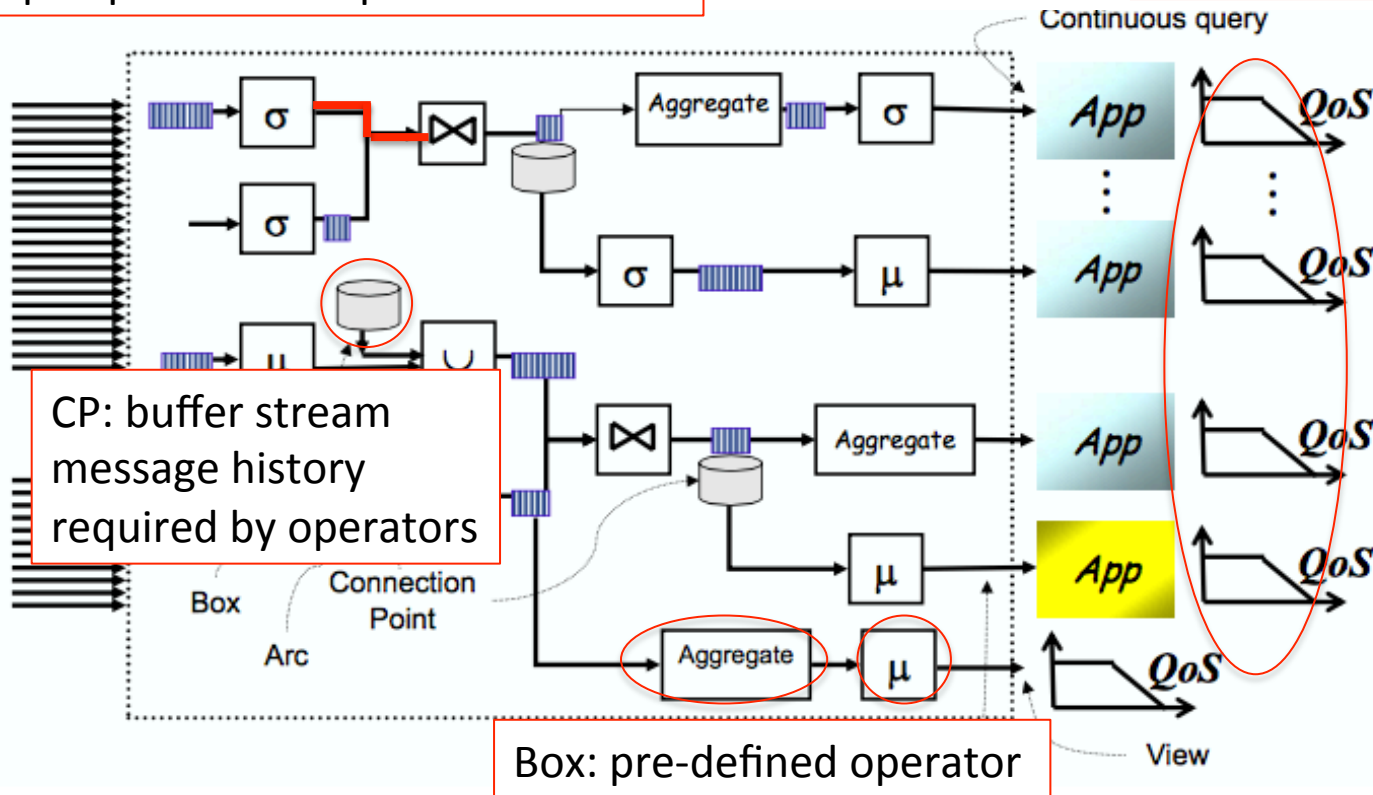 Continuous query
σ
⋈
Aggregate
σ
App
QoS
σ
σ
μ
App
QoS
μ
∪
CP: buffer stream
message history
required by operators
⋈
Aggregate
App
QoS
μ
App
QoS
Box
Connection
Point
Arc
Aggregate
μ
QoS
Box: pre-defined operator
View